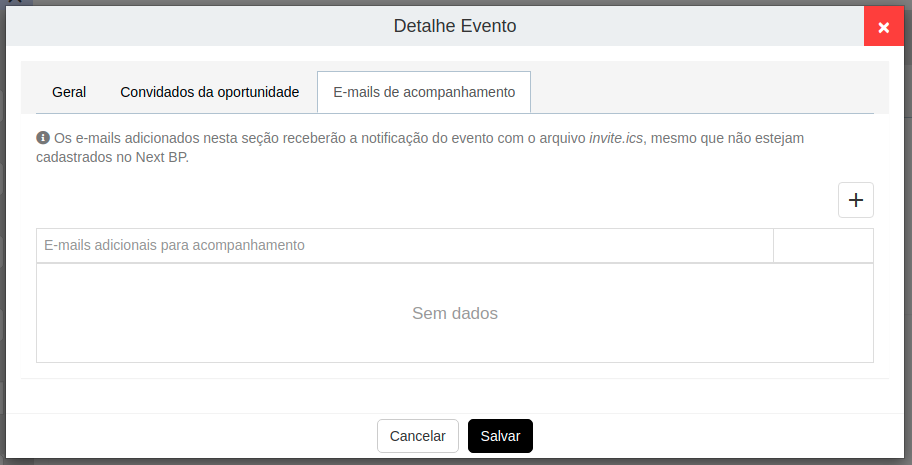 Detalhe Evento
Geral Convidados da oportunidade E-mails de acompanhamento
Os e-mails adicionados nesta seção receberão a notificação do evento com o arquivo invite.ics, mesmo que não estejam
cadastrados no Next BP.
E-mails adicionais para acompanhamento
Sem dados
Cancelar Salvar